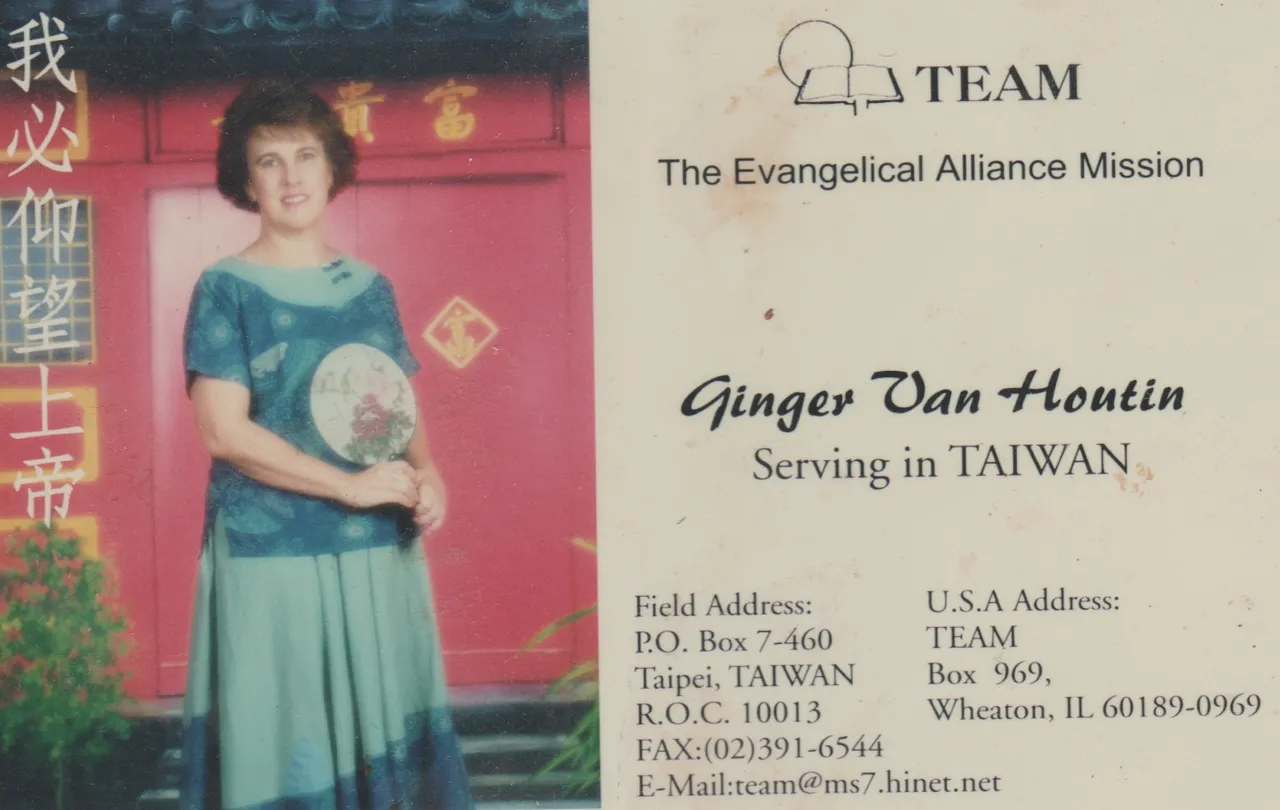 我必仰望上帝
貴富
富
TEAM
The Evangelical Alliance Mission
Ginger Van Houtin
Serving in TAIWAN
Field Address:
P.O. Box 7-460
Taipei, TAIWAN
R.O.C. 10013
FAX:(02)391-6544
E-Mail:team@ms7.hinet.net
U.S.A Address:
TEAM
Box 969,
Wheaton, IL 60189-0969